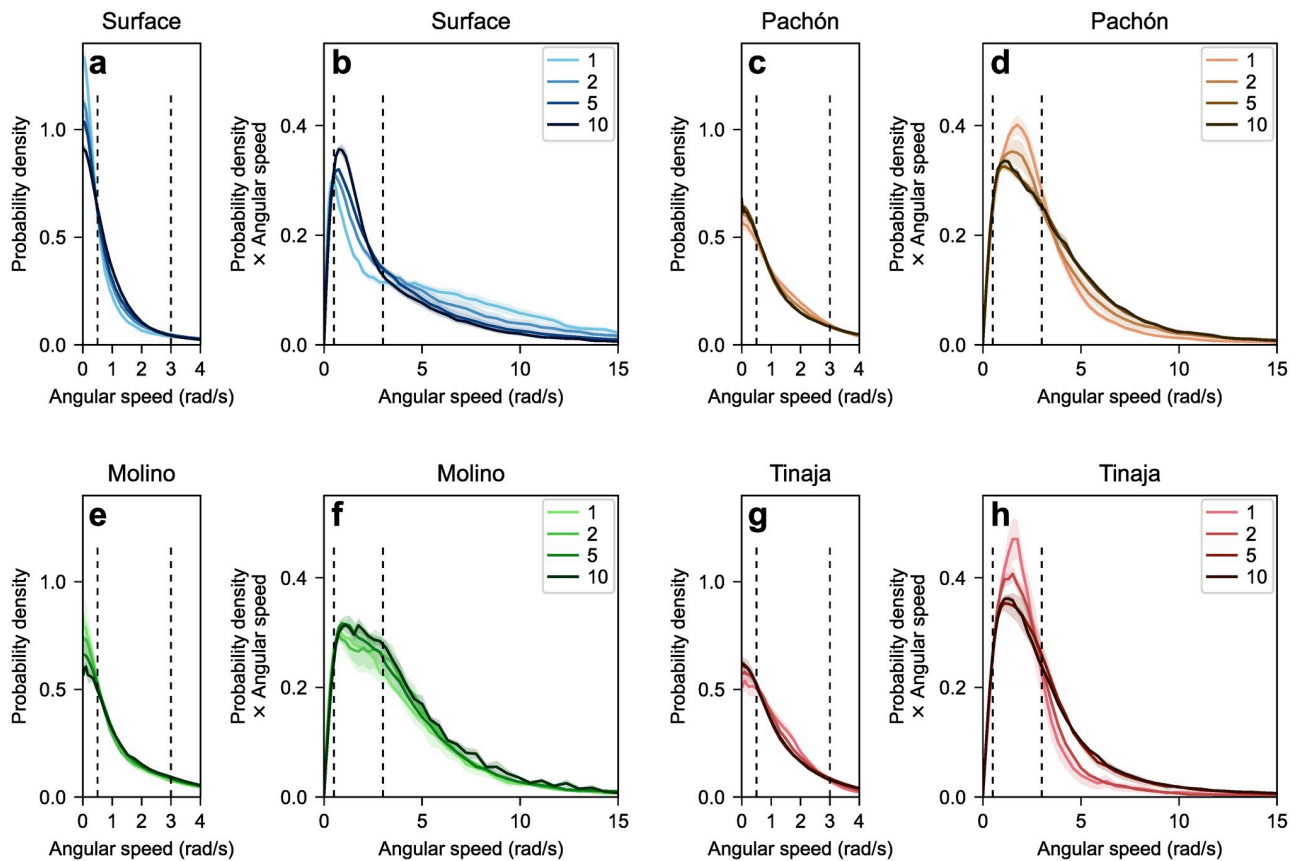 Surface
a
Probability density
1.0
0.5
0.0
0 1 2 3 4
Angular speed (rad/s)
Surface
b
1
2
5
10
Probability density
× Angular speed
0.4
0.2
0.0
0 5 10 15
Angular speed (rad/s)
Pachón
c
Probability density
1.0
0.5
0.0
0 1 2 3 4
Angular speed (rad/s)
Pachón
d
1
2
5
10
Probability density
× Angular speed
0.4
0.2
0.0
0 5 10 15
Angular speed (rad/s)
Molino
e
Probability density
1.0
0.5
0.0
0 1 2 3 4
Angular speed (rad/s)
Molino
f
1
2
5
10
Probability density
× Angular speed
0.4
0.2
0.0
0 5 10 15
Angular speed (rad/s)
Tinaja
g
Probability density
1.0
0.5
0.0
0 1 2 3 4
Angular speed (rad/s)
Tinaja
h
1
2
5
10
Probability density
× Angular speed
0.4
0.2
0.0
0 5 10 15
Angular speed (rad/s)